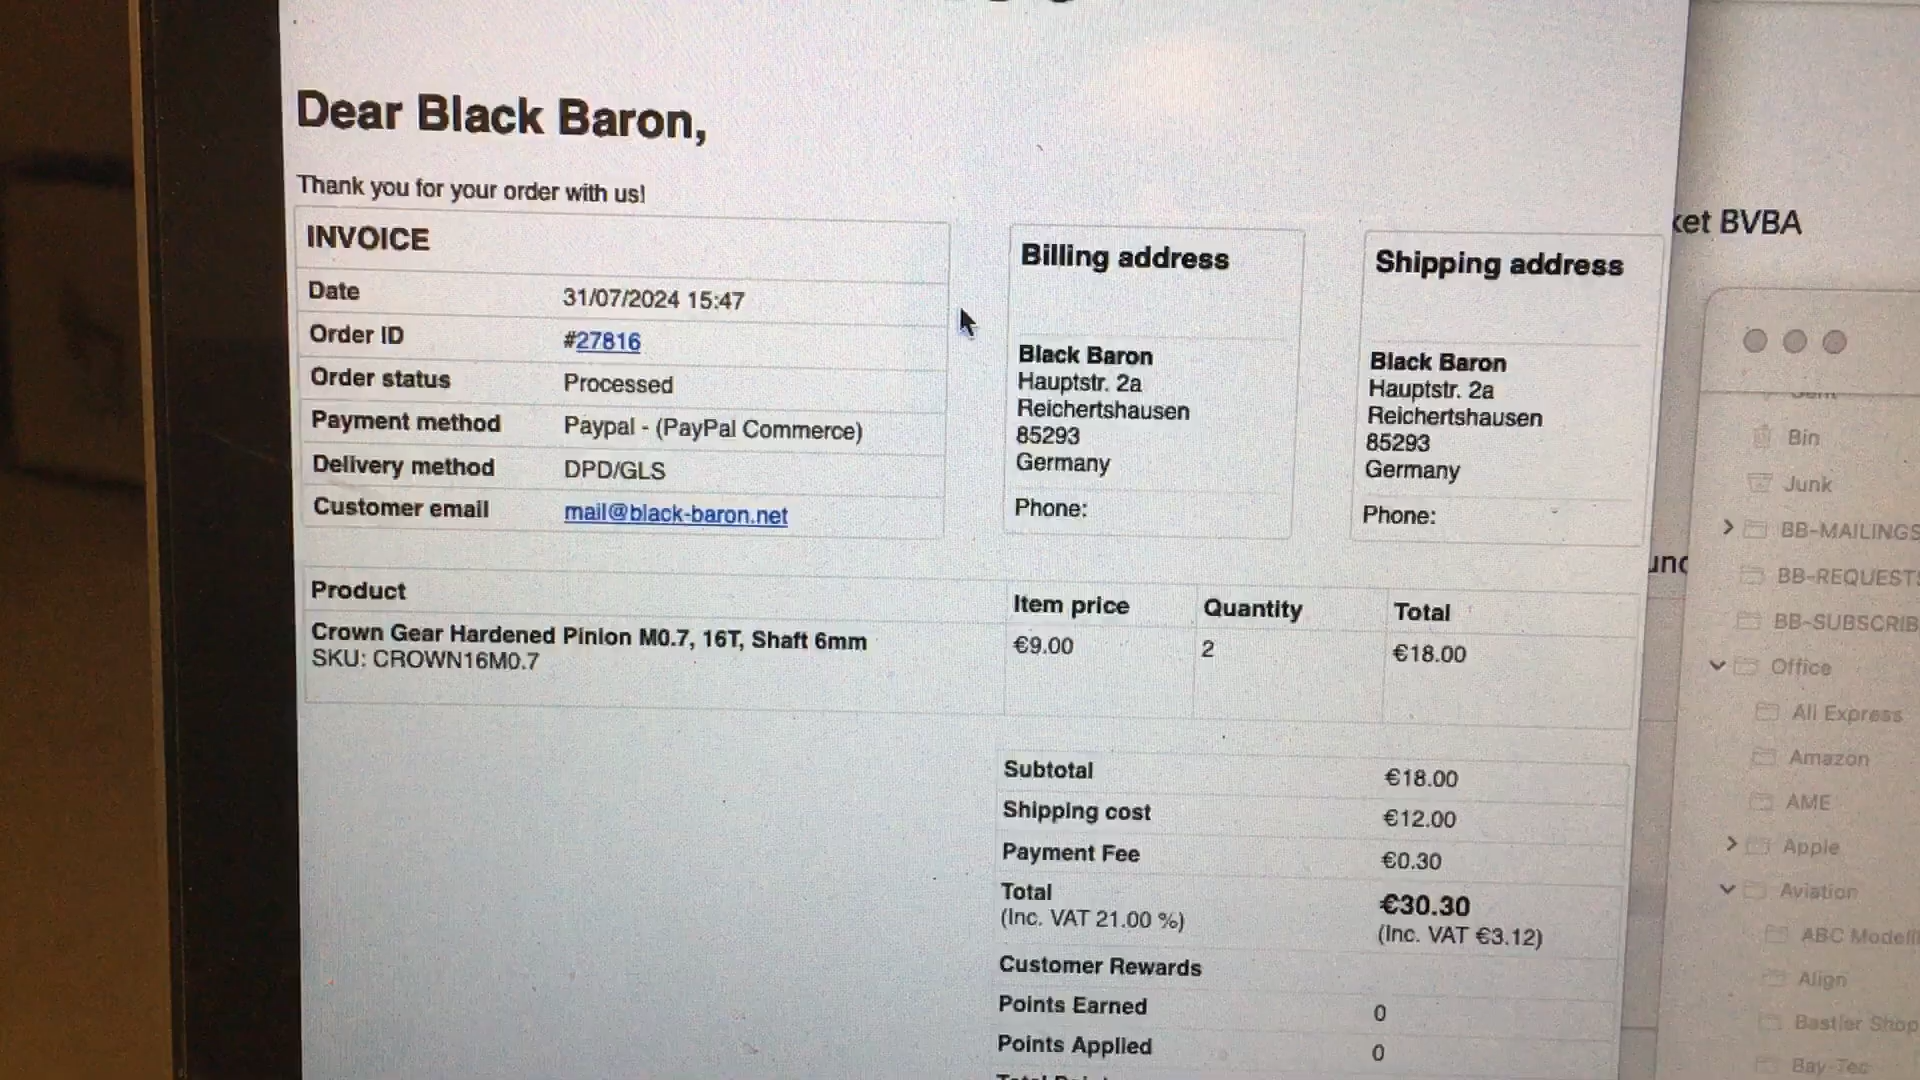 Dear Black Baron,
Thank you for your order with us!
INVOICE
Date 31/07/2024 15:47
Order ID #27816
Order status Processed
Payment method Paypal - (PayPal Commerce)
Delivery method DPD/GLS
Customer email mail@black-baron.net
Billing address
Black Baron
Hauptstr. 2a
Reichertshausen
85293
Germany
Phone:
Shipping address
Black Baron
Hauptstr. 2a
Reichertshausen
85293
Germany
Phone:
Product Item price Quantity Total
Crown Gear Hardened Pinion M0.7, 16T, Shaft 6mm €9.00 2 €18.00
SKU: CROWN16M0.7
Subtotal €18.00
Shipping cost €12.00
Payment Fee €0.30
Total €30.30
(Inc. VAT 21.00 %) (Inc. VAT €3.12)
Customer Rewards
Points Earned 0
Points Applied 0
BVBA
Bin
Junk
BB-MAILINGS
BB-REQUESTS
BB-SUBSCRIB
Office
Ali Express
Amazon
AME
Apple
Aviation
ABC Modell
Align
Bastler Shop
Bay-Tec